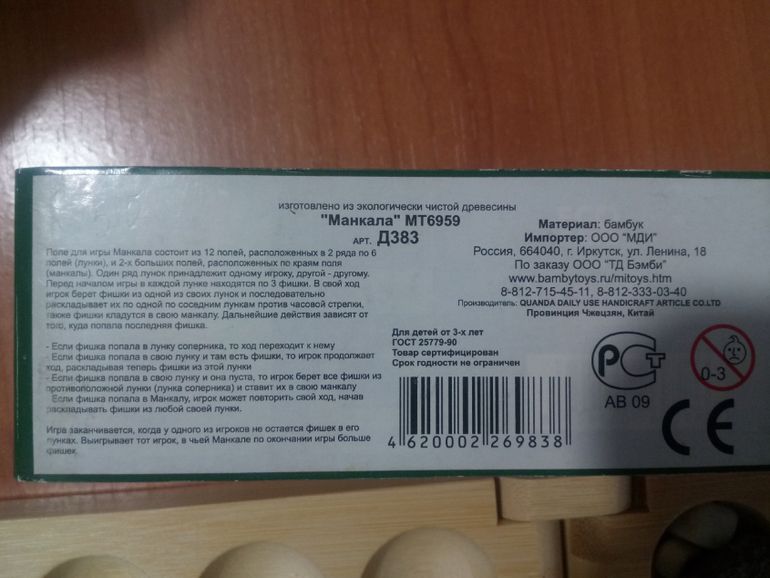 изготовлено из экологически чистой древесины
"Манкала" МТ6959
АРТ. Д383
Поле для игры Манкала состоит из 12 полей, расположенных в 2 ряда по 6
полей (лунки), и 2-х больших полей, расположенных по краям поля
(манкалы). Один ряд лунок принадлежит одному игроку, другой - другому.
Перед началом игры в каждой лунке находятся по 3 фишки. В свой ход
игрок берет фишки из одной из своих лунок и последовательно
раскладывает их по одной по соседним лункам против часовой стрелки,
также фишки кладутся в свою манкалу. Дальнейшие действия зависят от
того, куда попала последняя фишка.
- Если фишка попала в лунку соперника, то ход переходит к нему
- Если фишка попала в свою лунку и там есть фишки, то игрок продолжает
ход, раскладывая теперь фишки из этой лунки
- Если фишка попала в свою лунку и она пуста, то игрок берет все фишки из
противоположной лунки (лунка соперника) и ставит их в свою манкалу
- Если фишка попала в Манкалу, игрок может повторить свой ход, начав
раскладывать фишки из любой своей лунки.
Игра заканчивается, когда у одного из игроков не остается фишек в его
лунках. Выигрывает тот игрок, в чьей Манкале по окончании игры больше
фишек.
Материал: бамбук
Импортер: ООО "МДИ"
Россия, 664040, г. Иркутск, ул. Ленина, 18
По заказу ООО "ТД Бэмби"
www.bambytoys.ru/mitoys.htm
8-812-715-45-11, 8-812-333-03-40
Производитель: QUANDA DAILY USE HANDICRAFT ARTICLE CO.LTD
Провинция Чжецзян, Китай
Для детей от 3-х лет
ГОСТ 25779-90
Товар сертифицирован
Срок годности не ограничен
4 620002 269838
РСТ
АВ 09
0-3
CE